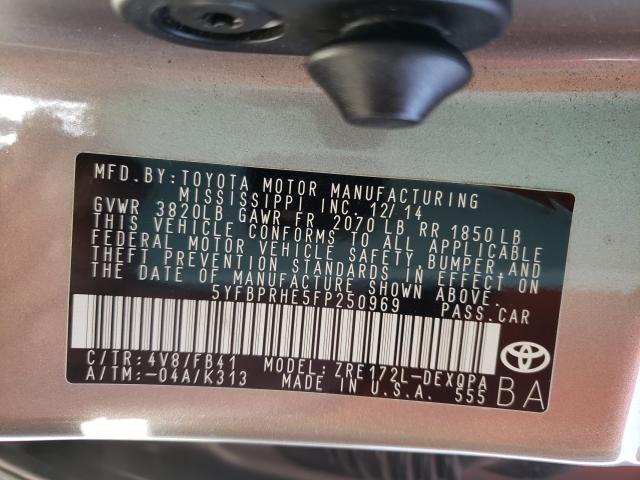 MFD. BY: TOYOTA MOTOR MANUFACTURING
MISSISSIPPI INC. 12/14
GVWR 3820LB GAWR FR 2070 LB RR 1850 LB
THIS VEHICLE CONFORMS TO ALL APPLICABLE
FEDERAL MOTOR VEHICLE SAFETY, BUMPER, AND
THEFT PREVENTION STANDARDS IN EFFECT ON
THE DATE OF MANUFACTURE SHOWN ABOVE.
5YFBPRHE5FP250969 PASS. CAR
C/TR: 4V8/FB41 MODEL: ZRE172L-DEXQPA
A/TM: -04A/K313 MADE IN U.S.A. 555
TOYOTA
BA